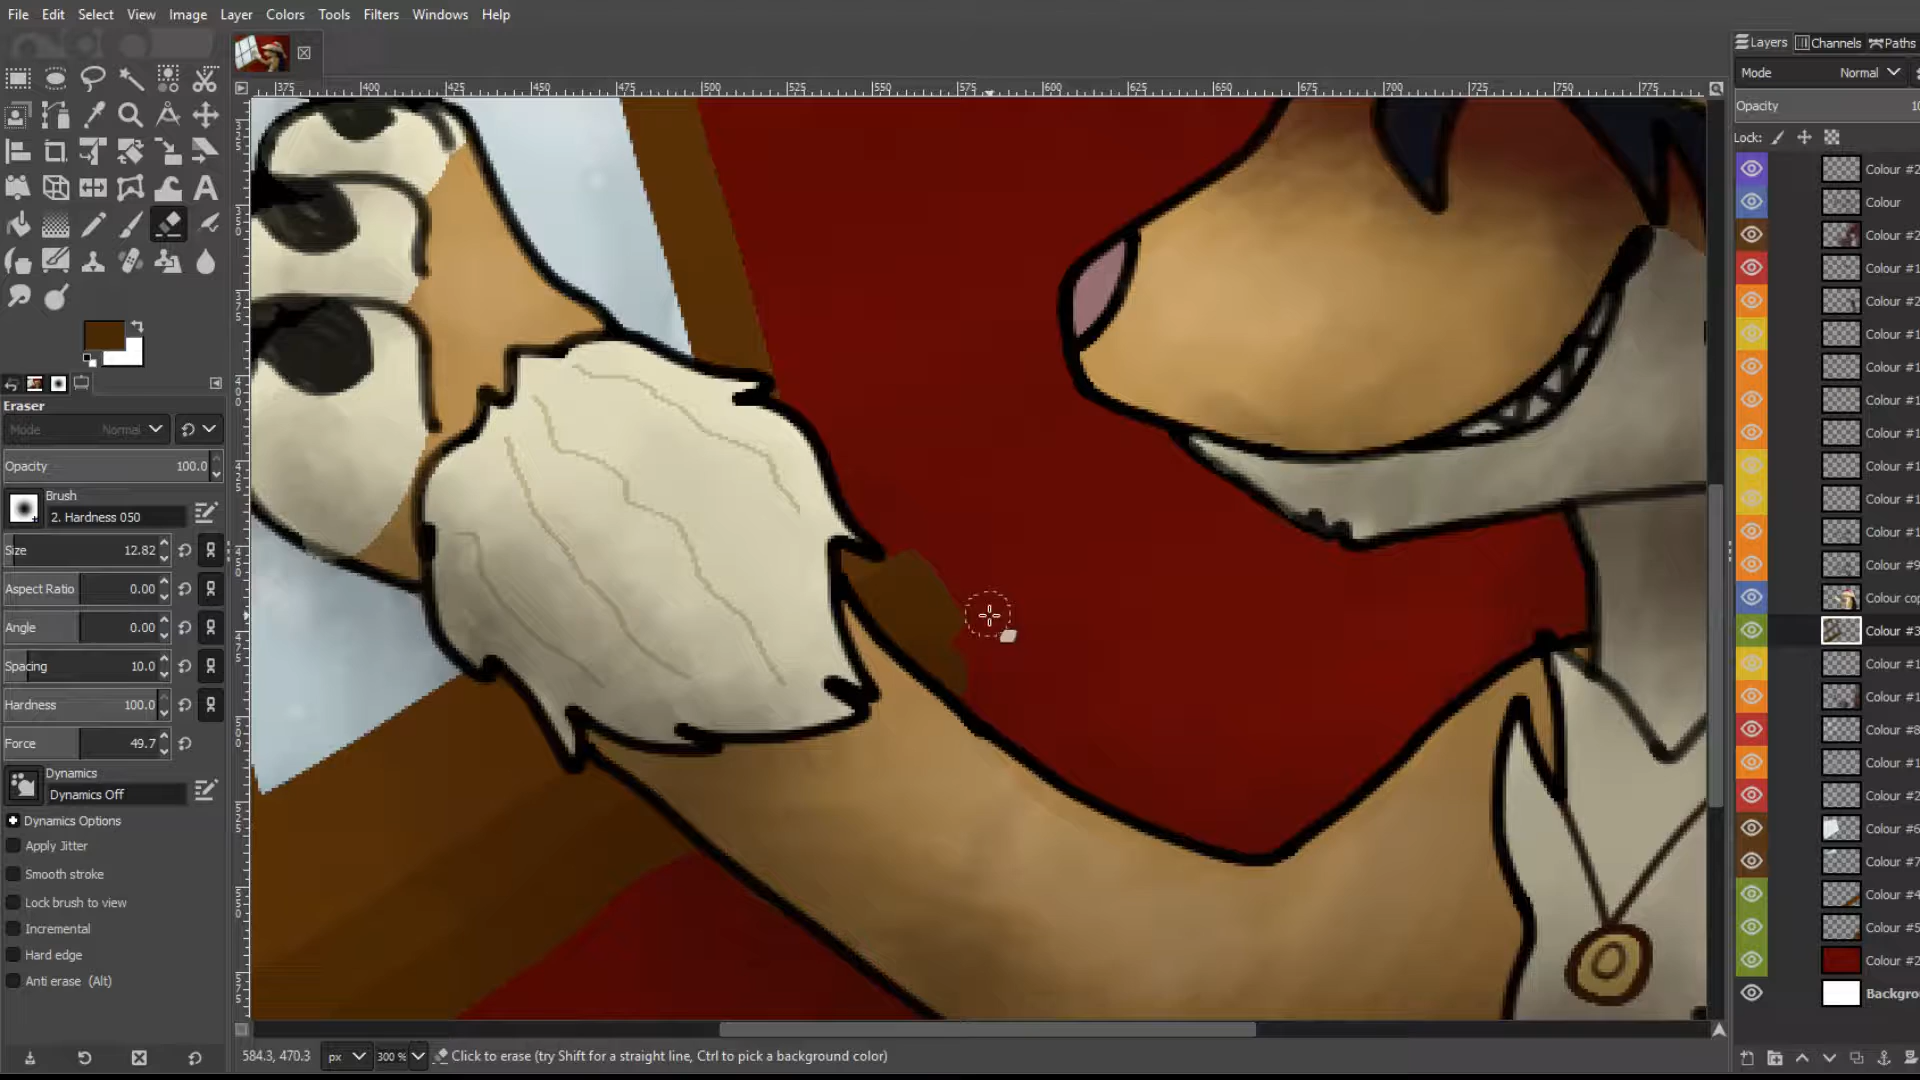 File Edit Select View Image Layer Colors Tools Filters Windows Help
Layers Channels Paths
Mode Normal
Opacity 10
Lock:
375 400 425 450 475 500 525 550 575 600 625 650 675 700 725 750 775
Eraser
Mode Normal
Opacity 100.0
Brush
2. Hardness 050
Size 12.82
Aspect Ratio 0.00
Angle 0.00
Spacing 10.0
Hardness 100.0
Force 49.7
Dynamics
Dynamics Off
Dynamics Options
Apply Jitter
Smooth stroke
Lock brush to view
Incremental
Hard edge
Anti erase (Alt)
Colour #2
Colour
Colour #2
Colour #1
Colour #2
Colour #1
Colour #1
Colour #1
Colour #1
Colour #1
Colour #1
Colour #1
Colour #9
Colour cop
Colour #3
Colour #1
Colour #1
Colour #8
Colour #1
Colour #2
Colour #6
Colour #7
Colour #4
Colour #5
Colour #2
Backgro
584.3, 470.3 px 300 % Click to erase (try Shift for a straight line, Ctrl to pick a background color)